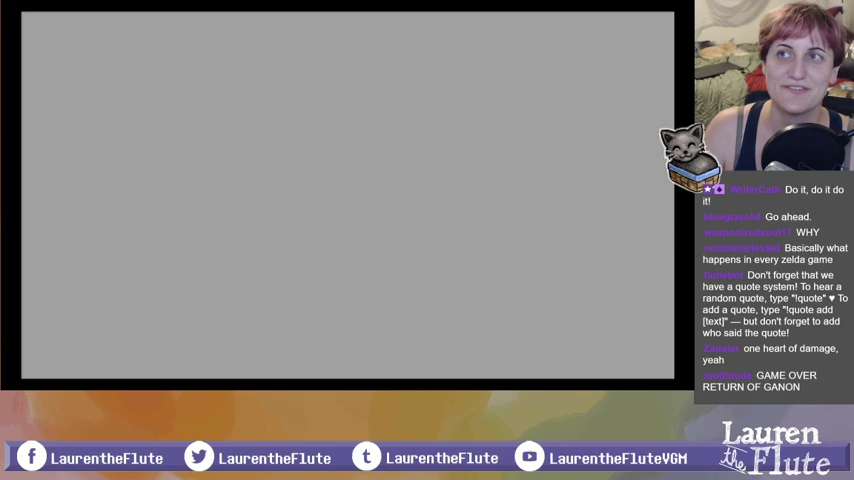 WriterCath Do it, do it do
it!
Go ahead.
WHY
Basically what
happens in every zelda game
Don't forget that we
have a quote system! To hear a
random quote, type "!quote" ♥ To
add a quote, type "!quote add
[text]" — but don't forget to add
who said the quote!
one heart of damage,
yeah
GAME OVER
RETURN OF GANON
LaurentheFlute LaurentheFlute LaurentheFlute LaurentheFluteVGM
Lauren
the Flute